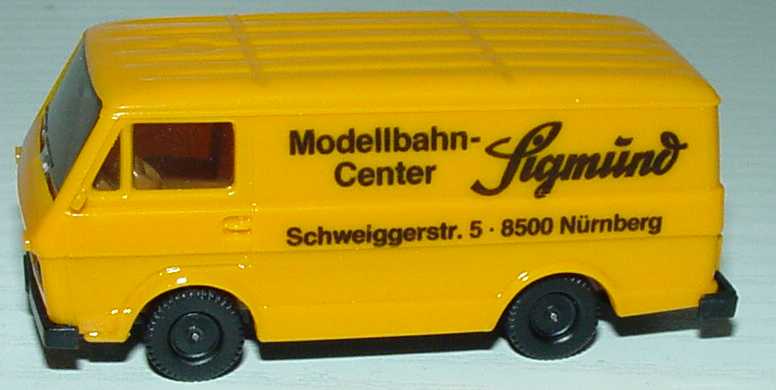 Modellbahn-
Center Sigmund
Schweiggerstr. 5 · 8500 Nürnberg